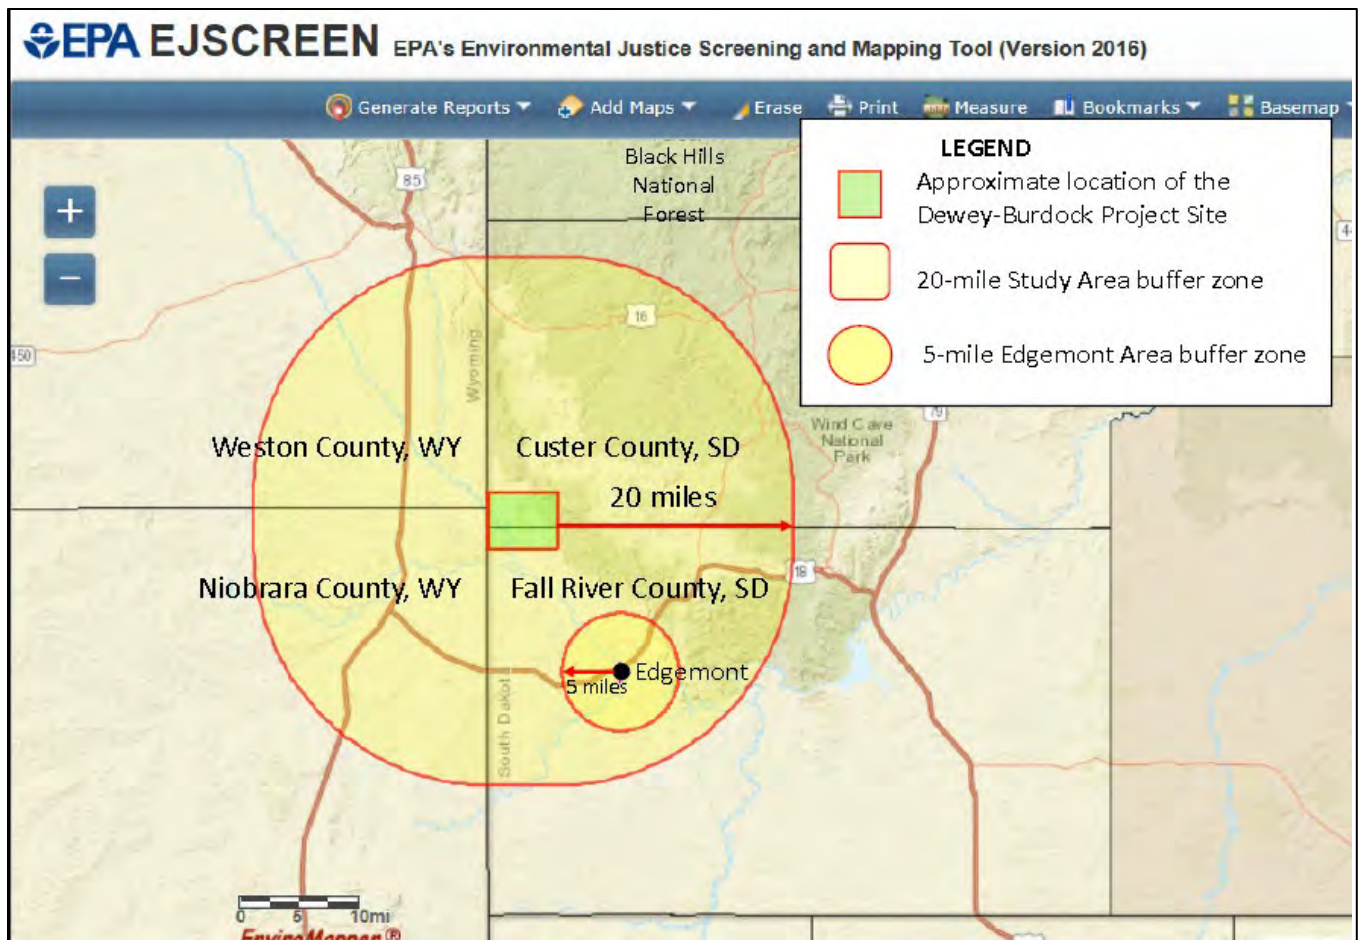 EPA EJSCREEN EPA's Environmental Justice Screening and Mapping Tool (Version 2016)
Generate Reports Add Maps Erase Print Measure Bookmarks Basemap
+
−
LEGEND
Approximate location of the
Dewey-Burdock Project Site
20-mile Study Area buffer zone
5-mile Edgemont Area buffer zone
Black Hills
National
Forest
85
16
450
Wyoming
79
Wind Cave
National
Park
Weston County, WY
Custer County, SD
20 miles
Niobrara County, WY
Fall River County, SD
18
Edgemont
5 miles
South Dakot
0 5 10mi
EnviroMapper®